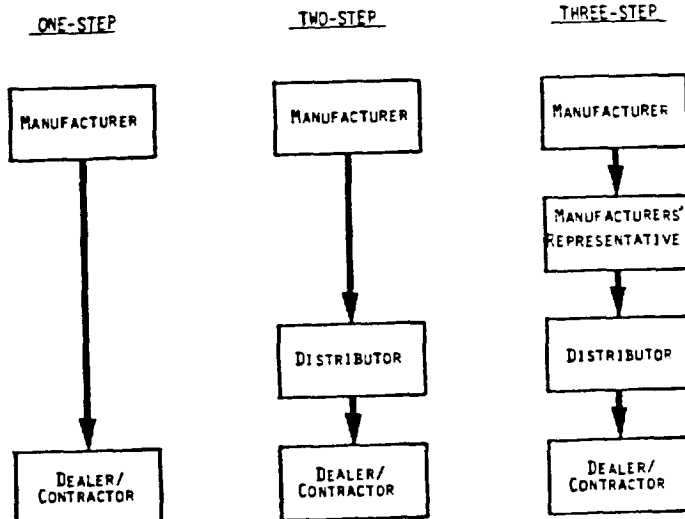 ONE-STEP
TWO-STEP
THREE-STEP
MANUFACTURER
MANUFACTURER
MANUFACTURER
MANUFACTURERS'
REPRESENTATIVE
DISTRIBUTOR
DISTRIBUTOR
DEALER/
CONTRACTOR
DEALER/
CONTRACTOR
DEALER/
CONTRACTOR